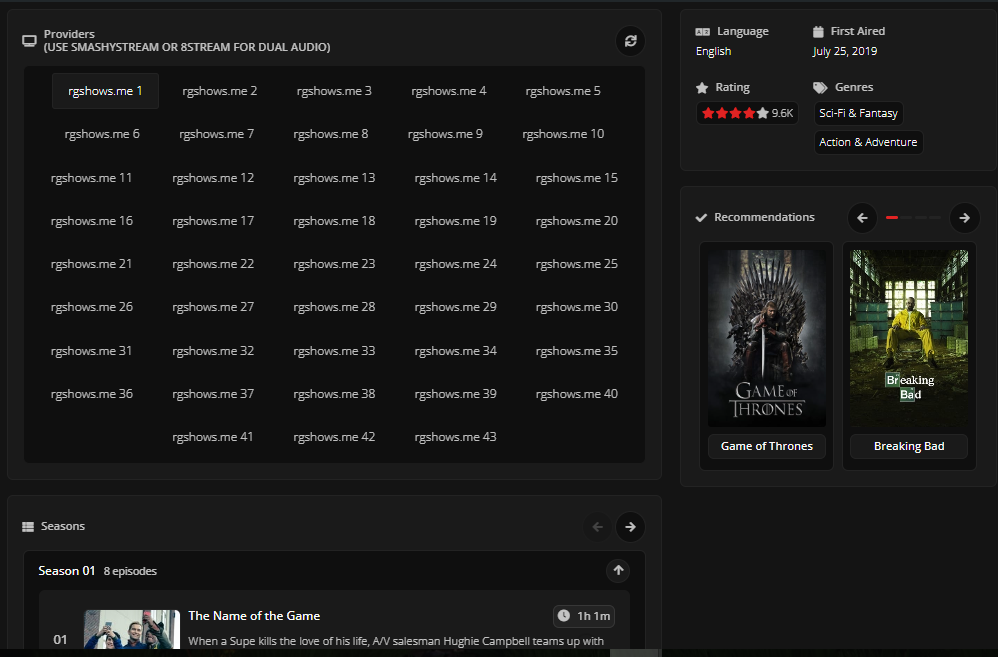 Providers
(USE SMASHYSTREAM OR 8STREAM FOR DUAL AUDIO)
rgshows.me 1
rgshows.me 2
rgshows.me 3
rgshows.me 4
rgshows.me 5
rgshows.me 6
rgshows.me 7
rgshows.me 8
rgshows.me 9
rgshows.me 10
rgshows.me 11
rgshows.me 12
rgshows.me 13
rgshows.me 14
rgshows.me 15
rgshows.me 16
rgshows.me 17
rgshows.me 18
rgshows.me 19
rgshows.me 20
rgshows.me 21
rgshows.me 22
rgshows.me 23
rgshows.me 24
rgshows.me 25
rgshows.me 26
rgshows.me 27
rgshows.me 28
rgshows.me 29
rgshows.me 30
rgshows.me 31
rgshows.me 32
rgshows.me 33
rgshows.me 34
rgshows.me 35
rgshows.me 36
rgshows.me 37
rgshows.me 38
rgshows.me 39
rgshows.me 40
rgshows.me 41
rgshows.me 42
rgshows.me 43
Seasons
Season 01 8 episodes
01
The Name of the Game
1h 1m
When a Supe kills the love of his life, A/V salesman Hughie Campbell teams up with
Language
English
First Aired
July 25, 2019
Rating
9.6K
Genres
Sci-Fi & Fantasy
Action & Adventure
Recommendations
GAME OF
THRONES
Game of Thrones
Breaking
Bad
Breaking Bad